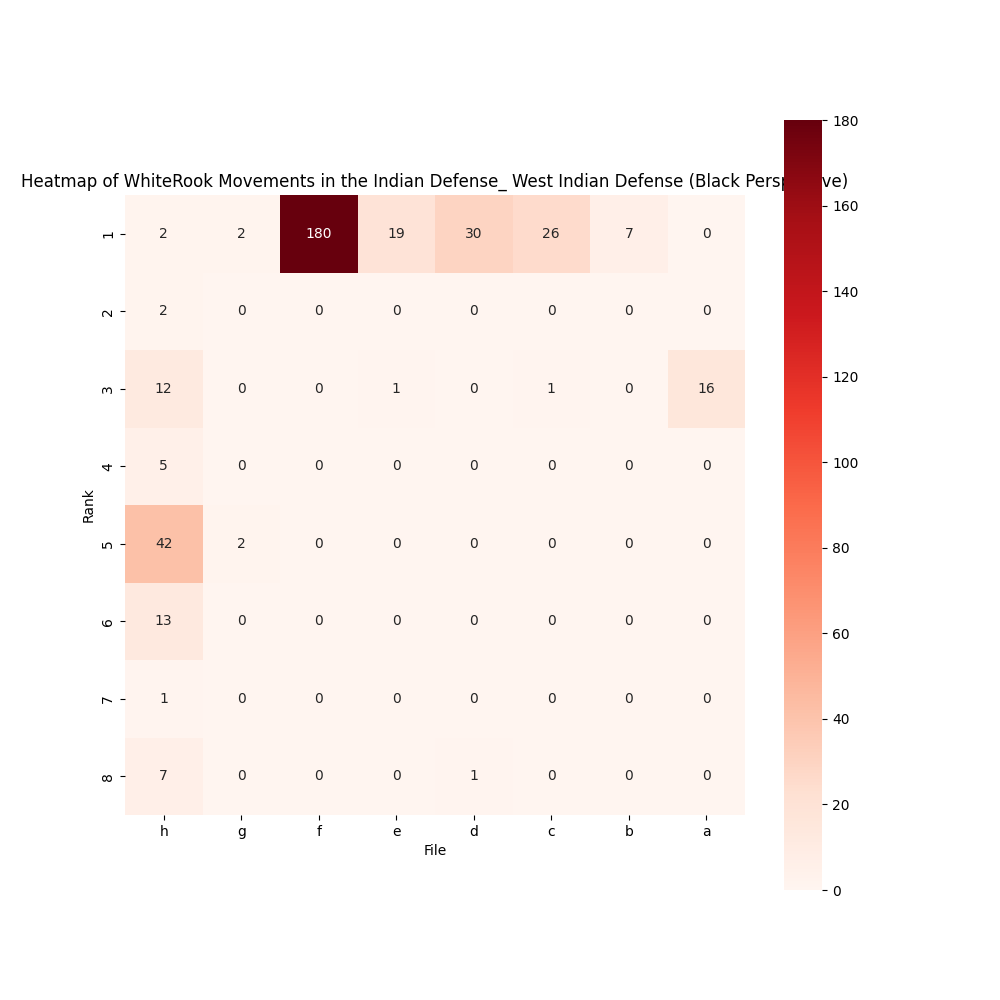 Heatmap of WhiteRook Movements in the Indian Defense_ West Indian Defense (Black Perspective)
1 2 2 180 19 30 26 7 0
2 2 0 0 0 0 0 0 0
3 12 0 0 1 0 1 0 16
4 5 0 0 0 0 0 0 0
Rank
5 42 2 0 0 0 0 0 0
6 13 0 0 0 0 0 0 0
7 1 0 0 0 0 0 0 0
8 7 0 0 0 1 0 0 0
h g f e d c b a
File
180
160
140
120
100
80
60
40
20
0